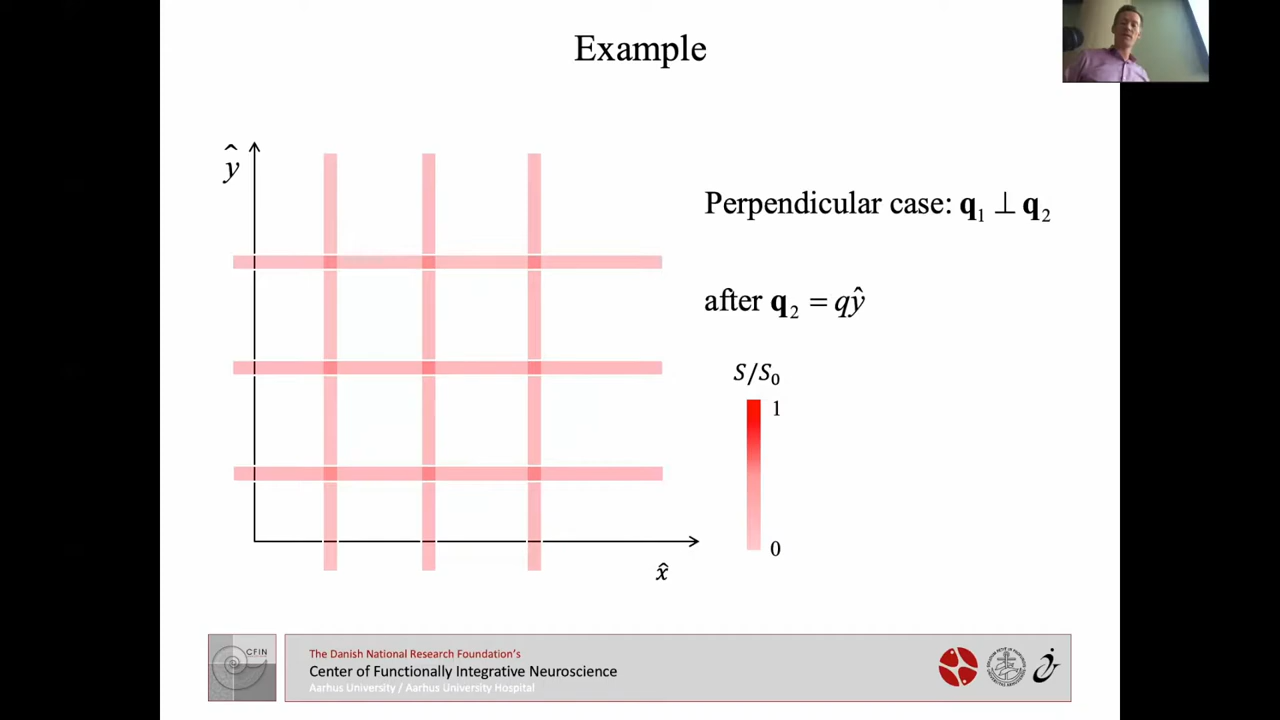 Example
ŷ
Perpendicular case: q₁ ⊥ q₂
after q₂ = qŷ
S/S₀
1
0
x̂
CFIN
The Danish National Research Foundation's
Center of Functionally Integrative Neuroscience
Aarhus University / Aarhus University Hospital